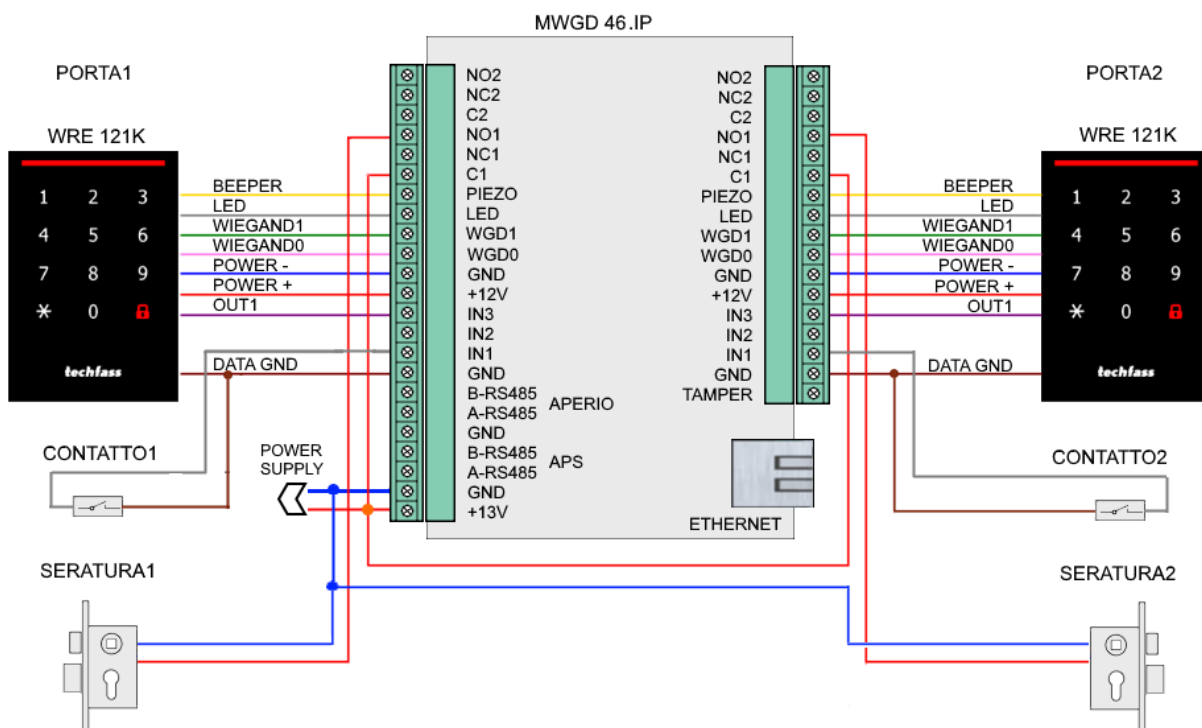 MWGD 46.IP
PORTA1
WRE 121K
1 2 3
4 5 6
7 8 9
* 0
techfass
BEEPER
LED
WIEGAND1
WIEGAND0
POWER -
POWER +
OUT1
DATA GND
CONTATTO1
POWER
SUPPLY
SERATURA1
NO2
NC2
C2
NO1
NC1
C1
PIEZO
LED
WGD1
WGD0
GND
+12V
IN3
IN2
IN1
GND
B-RS485
A-RS485
APERIO
GND
B-RS485
A-RS485
APS
GND
+13V
NO2
NC2
C2
NO1
NC1
C1
PIEZO
LED
WGD1
WGD0
GND
+12V
IN3
IN2
IN1
GND
TAMPER
ETHERNET
PORTA2
WRE 121K
BEEPER
LED
WIEGAND1
WIEGAND0
POWER -
POWER +
OUT1
DATA GND
1 2 3
4 5 6
7 8 9
* 0
techfass
CONTATTO2
SERATURA2